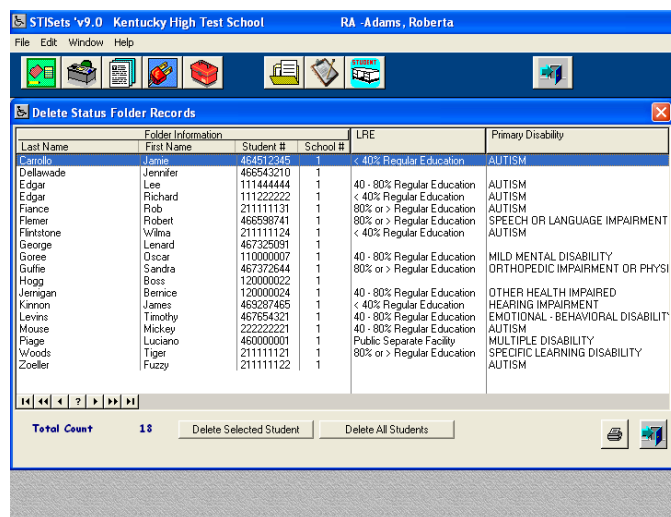 STISets 'v9.0 Kentucky High Test School RA -Adams, Roberta
File Edit Window Help
STUDENT
Delete Status Folder Records
Folder Information LRE Primary Disability
Last Name First Name Student # School #
Carrollo Jamie 464512345 1 < 40% Regular Education AUTISM
Dellawade Jennifer 466543210 1
Edgar Lee 111444444 1 40 - 80% Regular Education AUTISM
Edgar Richard 111222222 1 < 40% Regular Education AUTISM
Fiance Rob 211111131 1 80% or > Regular Education AUTISM
Flemer Robert 466598741 1 80% or > Regular Education SPEECH OR LANGUAGE IMPAIRMENT
Flintstone Wilma 211111124 1 < 40% Regular Education AUTISM
George Lenard 467325091 1
Goree Oscar 110000007 1 40 - 80% Regular Education MILD MENTAL DISABILITY
Guffie Sandra 467372644 1 80% or > Regular Education ORTHOPEDIC IMPAIRMENT OR PHYSI
Hogg Boss 120000022 1
Jernigan Bernice 120000024 1 40 - 80% Regular Education OTHER HEALTH IMPAIRED
Kinnon James 469287465 1 < 40% Regular Education HEARING IMPAIRMENT
Levins Timothy 467654321 1 40 - 80% Regular Education EMOTIONAL - BEHAVIORAL DISABILIT
Mouse Mickey 222222221 1 40 - 80% Regular Education AUTISM
Piage Luciano 460000001 1 Public Separate Facility MULTIPLE DISABILITY
Woods Tiger 211111121 1 80% or > Regular Education SPECIFIC LEARNING DISABILITY
Zoeller Fuzzy 211111122 1 AUTISM
?
Total Count 18 Delete Selected Student Delete All Students